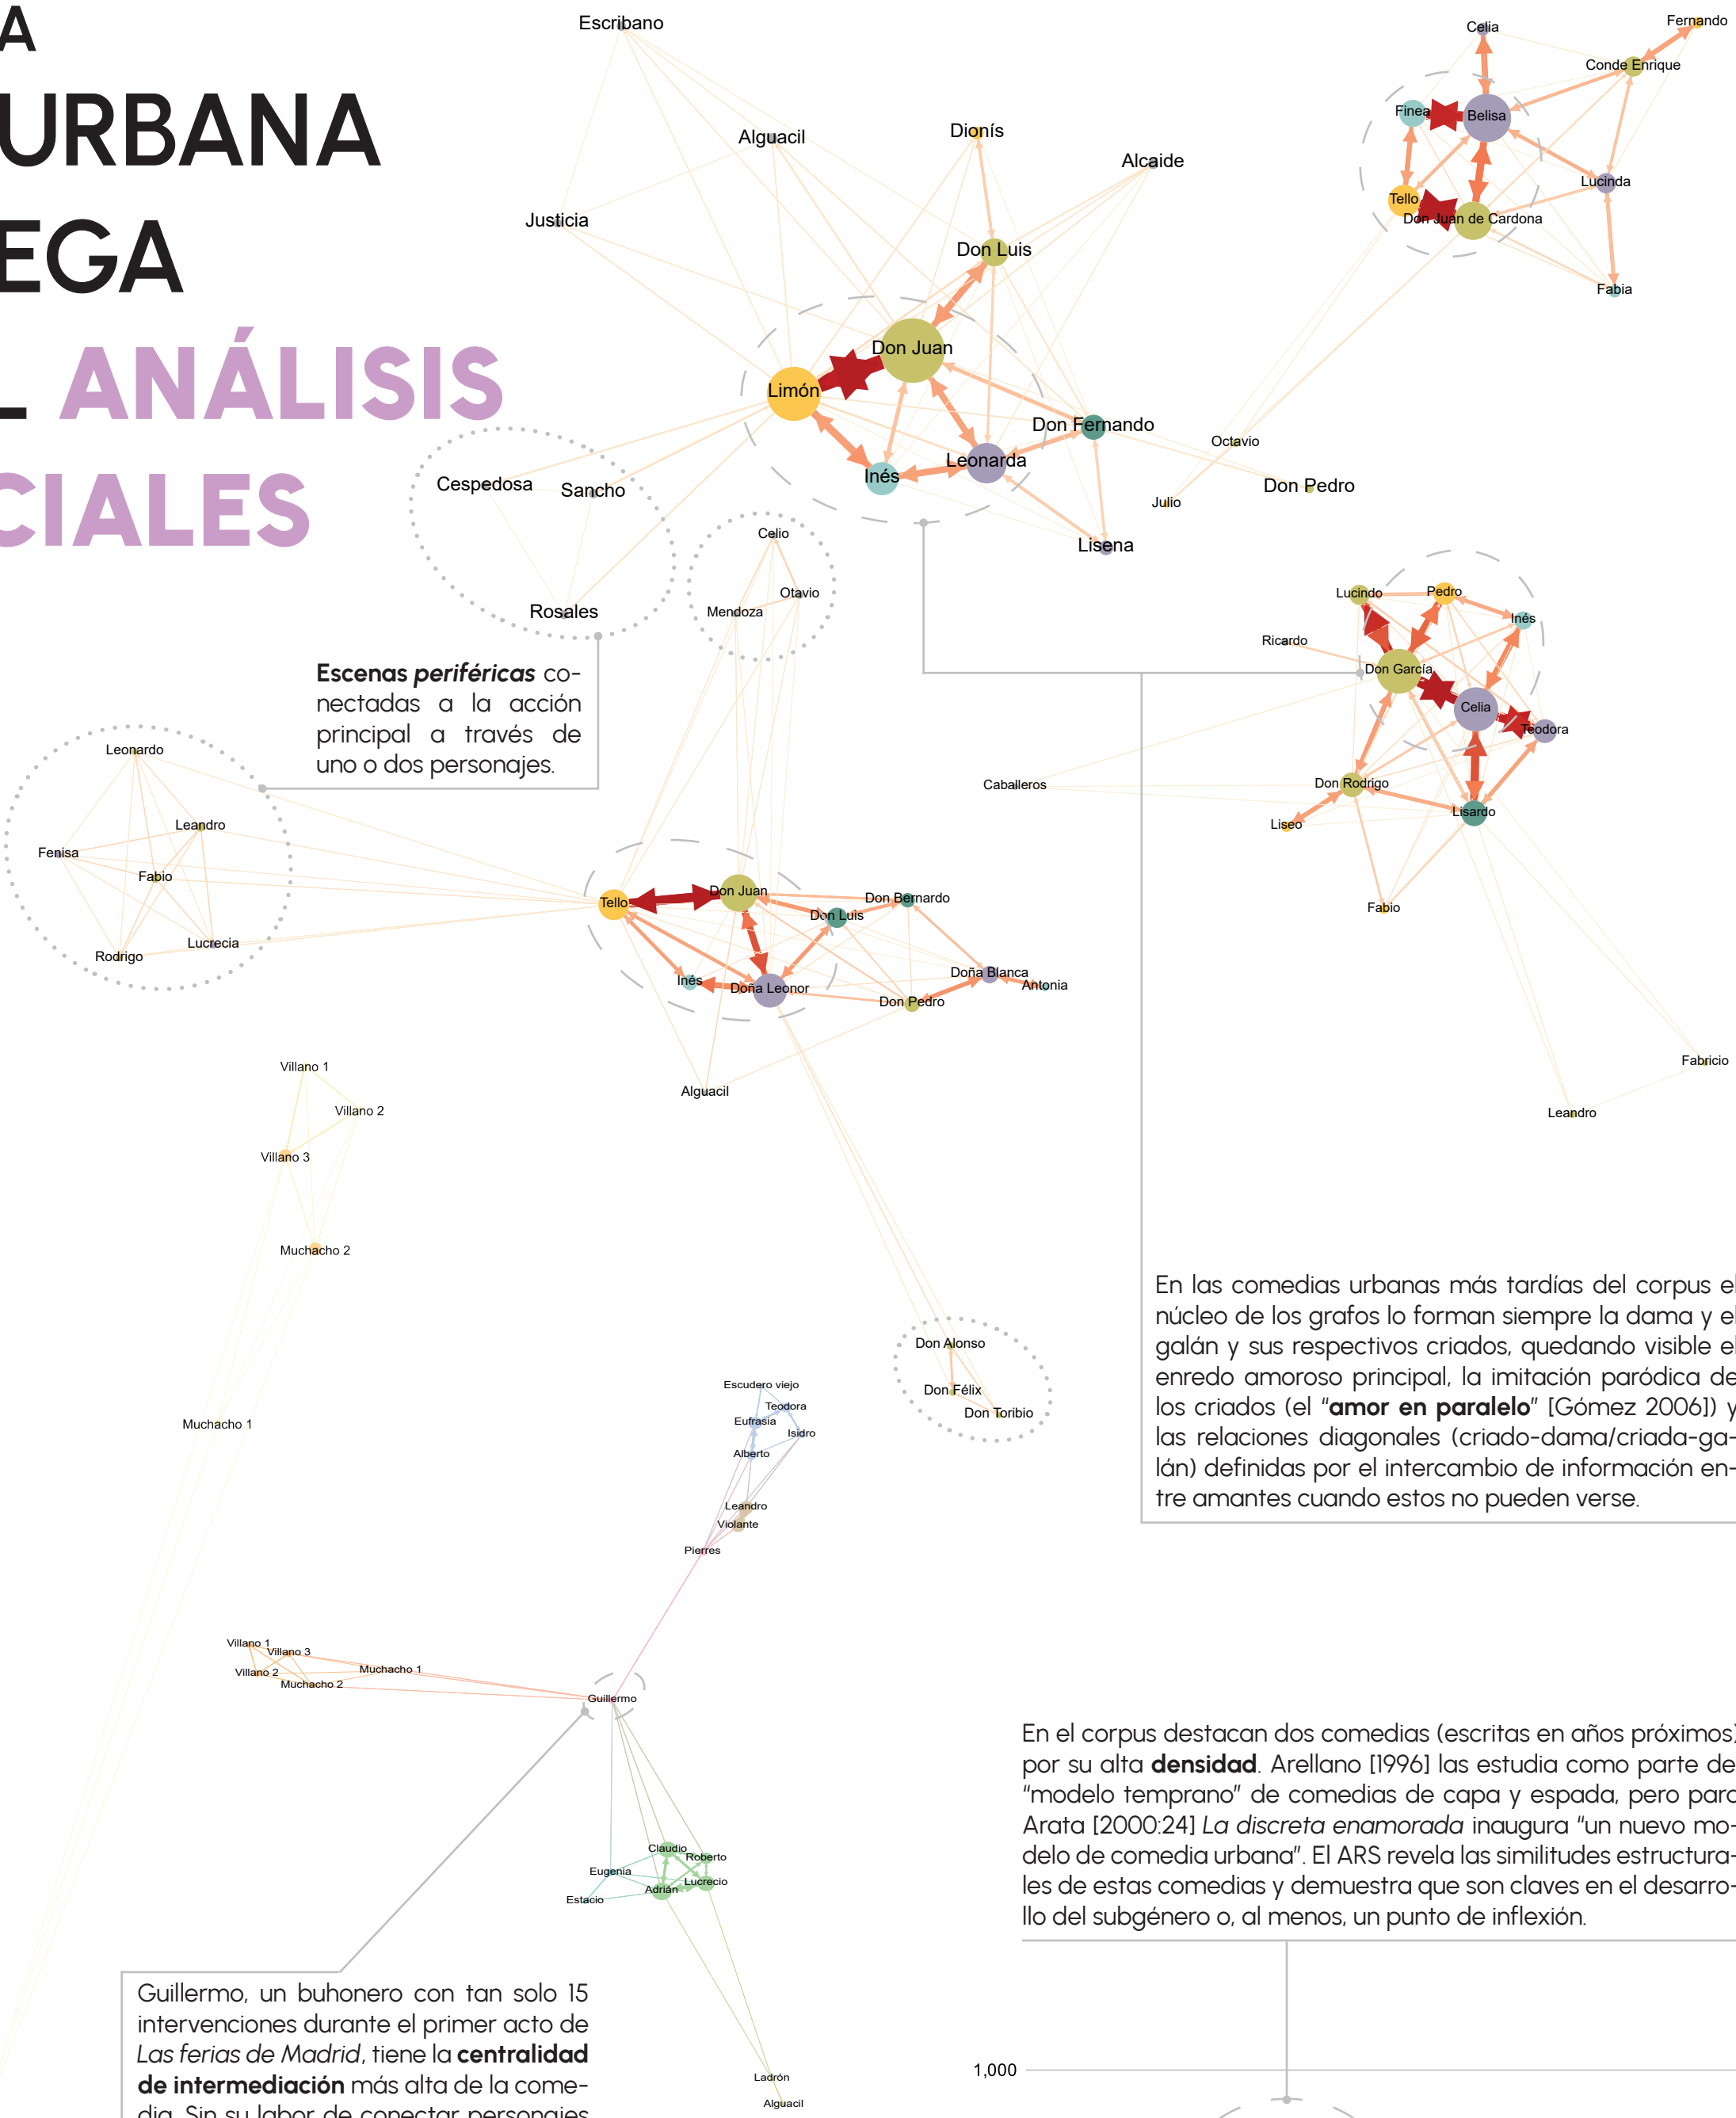 A
URBANA
EGA
L ANÁLISIS
CIALES
Escribano
Alguacil
Dionís
Alcaide
Justicia
Don Luis
Don Juan
Limón
Don Fernando
Leonarda
Inés
Cespedosa
Sancho
Don Pedro
Lisena
Rosales
Celia
Fernando
Conde Enrique
Finea
Belisa
Lucinda
Tello
Don Juan de Cardona
Fabia
Octavio
Julio
Celio
Otavio
Mendoza
Lucindo
Pedro
Inés
Ricardo
Don García
Celia
Teodora
Caballeros
Don Rodrigo
Liseo
Lisardo
Fabio
Fabricio
Leandro
Escenas periféricas co-
nectadas a la acción
principal a través de
uno o dos personajes.
Leonardo
Leandro
Fenisa
Fabio
Lucrecia
Rodrigo
Tello
Don Juan
Don Bernardo
Don Luis
Inés
Doña Leonor
Doña Blanca
Antonia
Don Pedro
Alguacil
Don Alonso
Don Félix
Don Toribio
Villano 1
Villano 2
Villano 3
Muchacho 2
Muchacho 1
En las comedias urbanas más tardías del corpus el
núcleo de los grafos lo forman siempre la dama y el
galán y sus respectivos criados, quedando visible el
enredo amoroso principal, la imitación paródica de
los criados (el “amor en paralelo” [Gómez 2006]) y
las relaciones diagonales (criado-dama/criada-ga-
lán) definidas por el intercambio de información en-
tre amantes cuando estos no pueden verse.
Escudero viejo
Teodora
Eufrasia
Isidro
Alberto
Leandro
Violante
Pierres
Villano 1
Villano 3
Villano 2
Muchacho 1
Muchacho 2
Guillermo
Claudio
Roberto
Eugenia
Lucrecio
Adrián
Estacio
Ladrón
Alguacil
En el corpus destacan dos comedias (escritas en años próximos)
por su alta densidad. Arellano [1996] las estudia como parte de
“modelo temprano” de comedias de capa y espada, pero para
Arata [2000:24] La discreta enamorada inaugura “un nuevo mo-
delo de comedia urbana”. El ARS revela las similitudes estructura-
les de estas comedias y demuestra que son claves en el desarro-
llo del subgénero o, al menos, un punto de inflexión.
Guillermo, un buhonero con tan solo 15
intervenciones durante el primer acto de
Las ferias de Madrid, tiene la centralidad
de intermediación más alta de la come-
dia. Sin su labor de conectar personajes
1,000